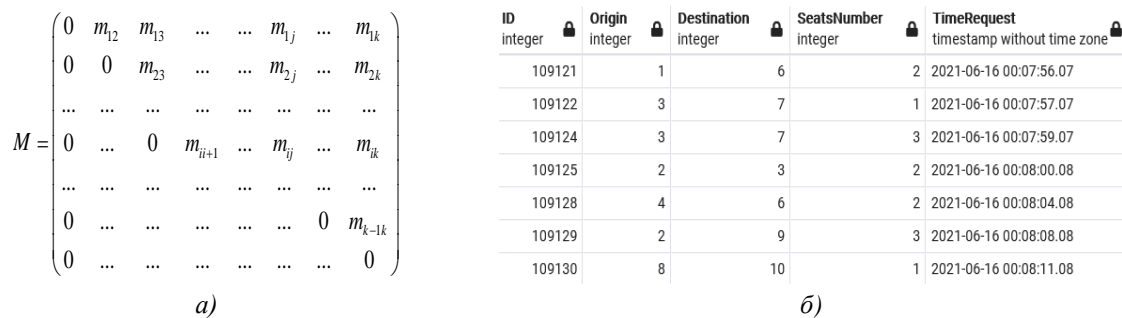 0 m₁₂ m₁₃ ... ... m₁ⱼ ... m₁ₖ
0 0 m₂₃ ... ... m₂ⱼ ... m₂ₖ
... ... ... ... ... ... ... ...
M = 0 ... 0 mᵢᵢ₊₁ ... mᵢⱼ ... mᵢₖ
... ... ... ... ... ... ... ...
0 ... ... ... ... ... 0 mₖ₋₁ₖ
0 ... ... ... ... ... ... 0
а)
ID Origin Destination SeatsNumber TimeRequest
integer integer integer integer timestamp without time zone
109121 1 6 2 2021-06-16 00:07:56.07
109122 3 7 1 2021-06-16 00:07:57.07
109124 3 7 3 2021-06-16 00:07:59.07
109125 2 3 2 2021-06-16 00:08:00.08
109128 4 6 2 2021-06-16 00:08:04.08
109129 2 9 3 2021-06-16 00:08:08.08
109130 8 10 1 2021-06-16 00:08:11.08
б)